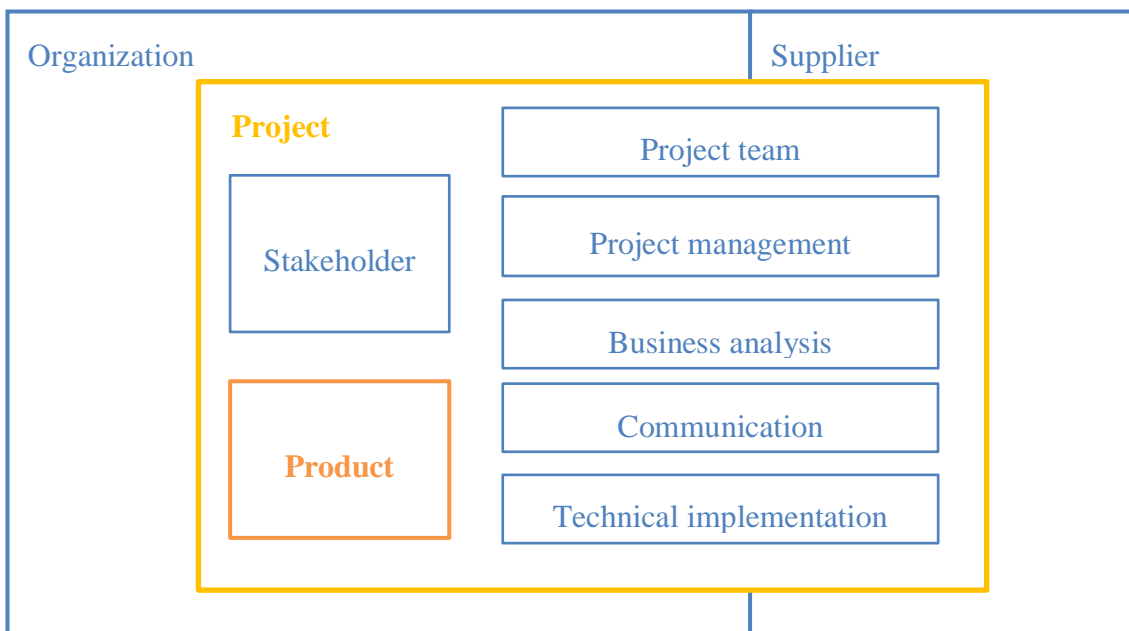 Organization
Supplier
Project
Project team
Stakeholder
Project management
Business analysis
Product
Communication
Technical implementation